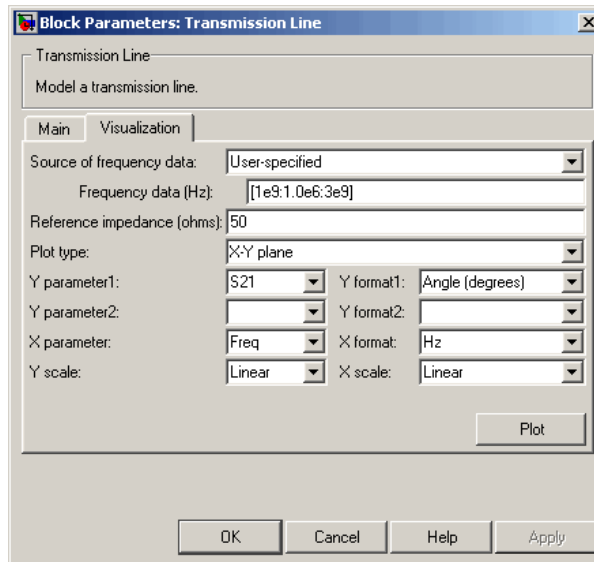 Block Parameters: Transmission Line
Transmission Line
Model a transmission line.
Main Visualization
Source of frequency data: User-specified
Frequency data (Hz): [1e9:1.0e6:3e9]
Reference impedance (ohms): 50
Plot type: X-Y plane
Y parameter1: S21 Y format1: Angle (degrees)
Y parameter2: Y format2:
X parameter: Freq X format: Hz
Y scale: Linear X scale: Linear
Plot
OK Cancel Help Apply